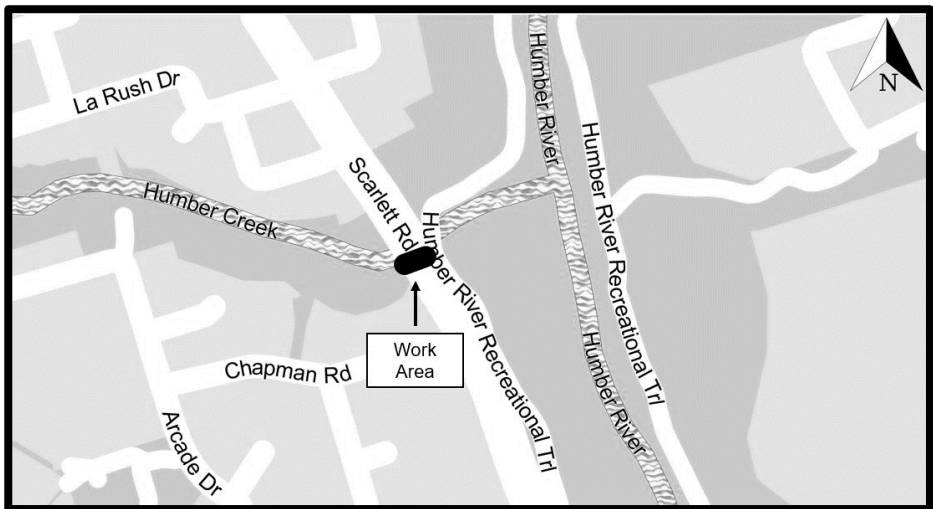 La Rush Dr
N
Humber River
Humber River Recreational Trl
Scarlett Rd
Humber Creek
Humber River Recreational Trl
Work
Area
Chapman Rd
Humber River
Arcade Dr